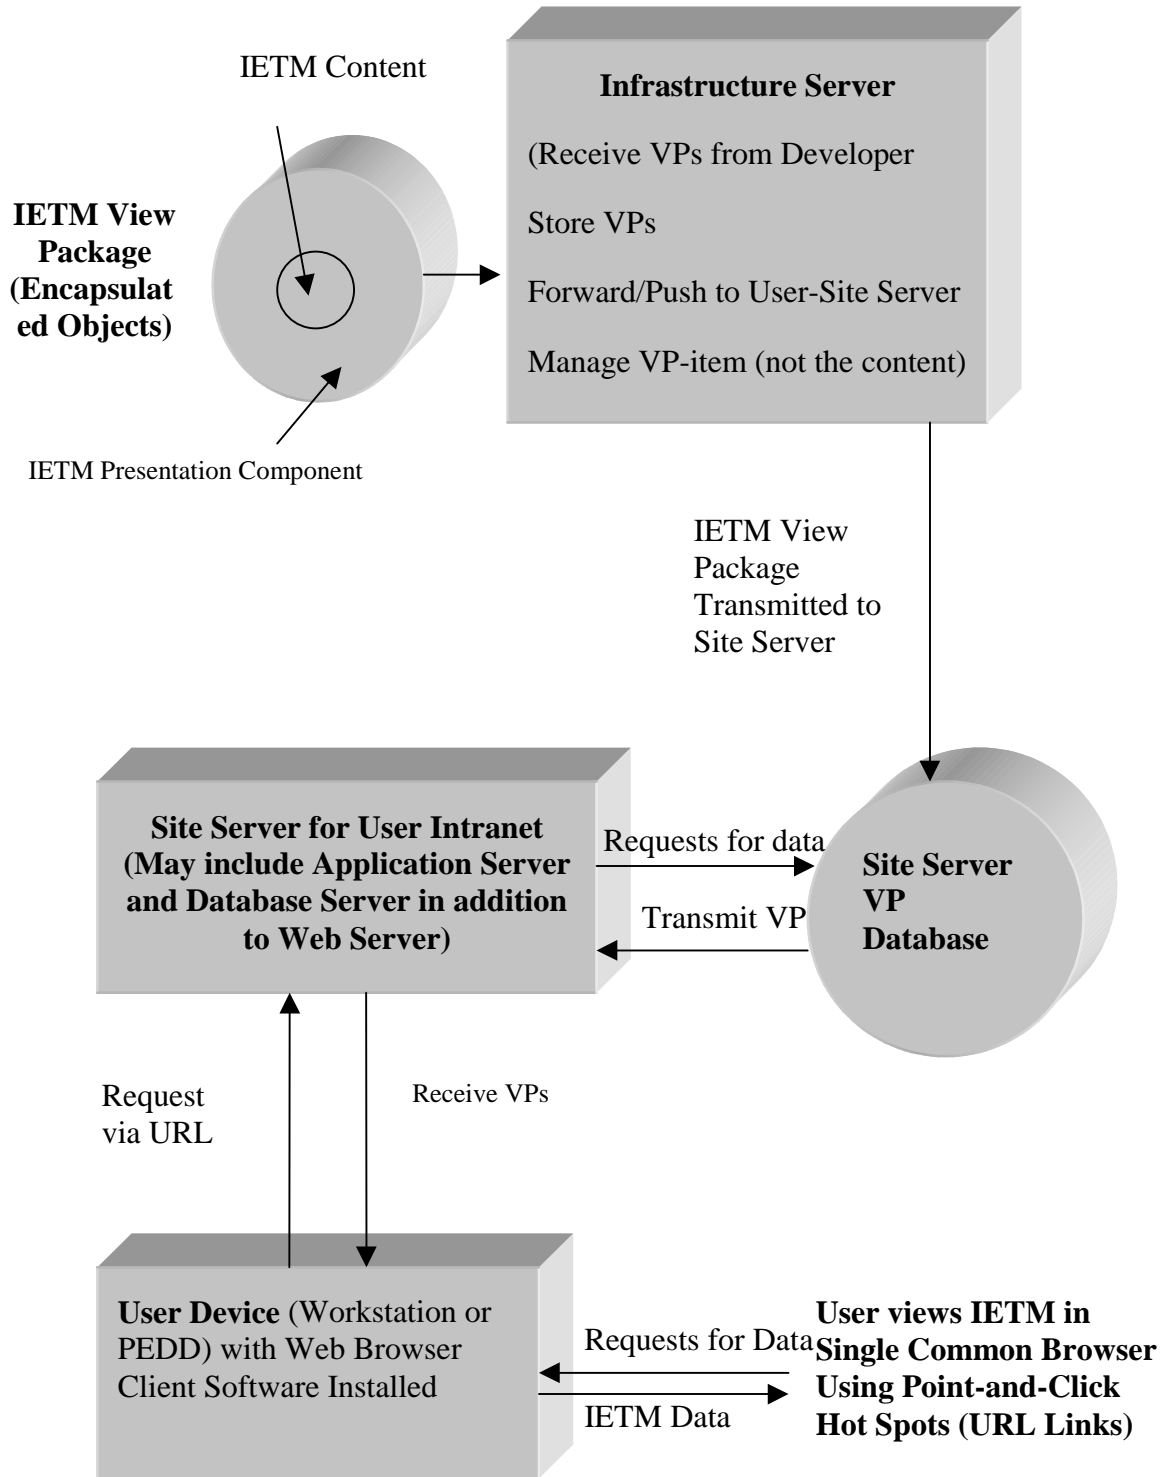 IETM Content
Infrastructure Server
(Receive VPs from Developer
Store VPs
Forward/Push to User-Site Server
Manage VP-item (not the content)
IETM View
Package
(Encapsulat
ed Objects)
IETM Presentation Component
IETM View
Package
Transmitted to
Site Server
Site Server for User Intranet
(May include Application Server
and Database Server in addition
to Web Server)
Requests for data
Transmit VP
Site Server
VP
Database
Request
via URL
Receive VPs
User Device (Workstation or
PEDD) with Web Browser
Client Software Installed
Requests for Data
IETM Data
User views IETM in
Single Common Browser
Using Point-and-Click
Hot Spots (URL Links)